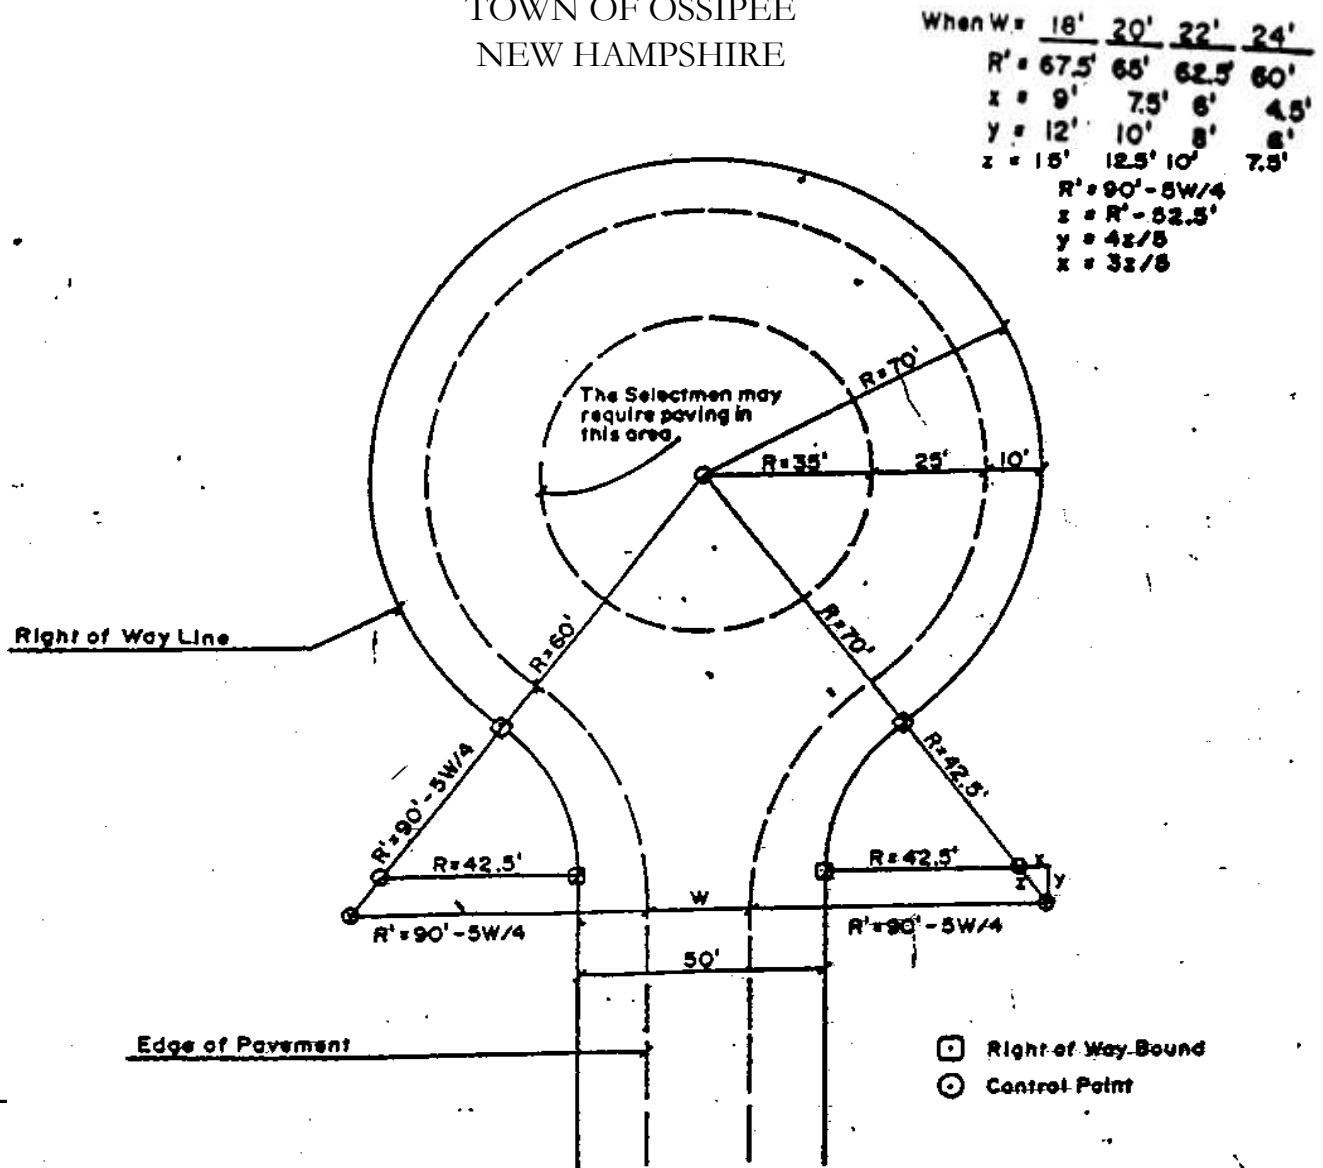 TOWN OF OSSIPEE
NEW HAMPSHIRE
When W = 18' 20' 22' 24'
R' = 67.5' 65' 62.5' 60'
x = 9' 7.5' 6' 4.5'
y = 12' 10' 8' 6'
z = 15' 12.5' 10' 7.5'
R' = 90' - 5W/4
z = R' - 52.5'
y = 4z/5
x = 3z/5
R=70'
The Selectmen may
require paving in
this area
R=35' 25' 10'
Right of Way Line
R=60'
R=70'
R'=90'-5W/4
R=42.5'
R=42.5'
R=42.5'
x
z
y
W
R'=90'-5W/4
R'=90'-5W/4
50'
Edge of Pavement
Right of Way Bound
Control Point